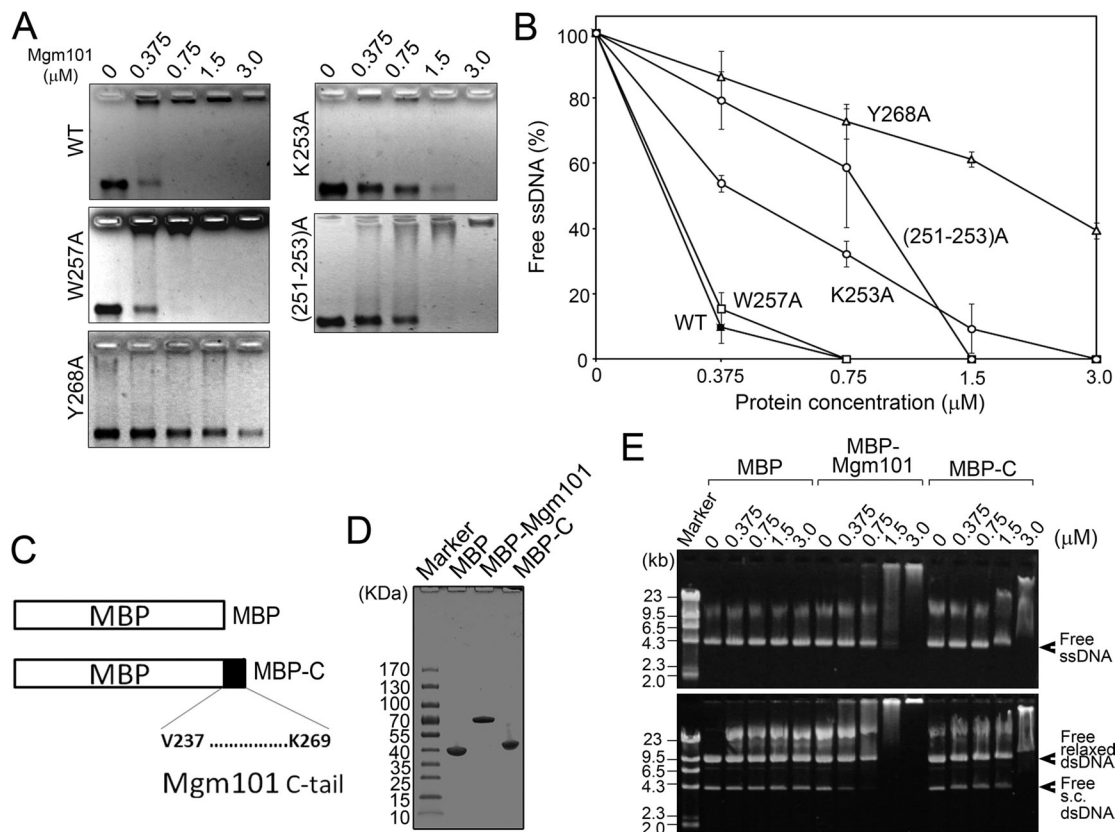 A
Mgm101
(μM)
0 0.375 0.75 1.5 3.0
0 0.375 0.75 1.5 3.0
WT
K253A
W257A
(251-253)A
Y268A
B
Free ssDNA (%)
100
80
60
40
20
0
Y268A
(251-253)A
K253A
W257A
WT
0 0.375 0.75 1.5 3.0
Protein concentration (μM)
C
MBP MBP
MBP MBP-C
V237 ............... K269
Mgm101 C-tail
D
Marker MBP MBP-Mgm101 MBP-C
(KDa)
170
130
100
70
55
40
35
25
15
10
E
MBP MBP-Mgm101 MBP-C
Marker 0 0.375 0.75 1.5 3.0 0 0.375 0.75 1.5 3.0 0 0.375 0.75 1.5 3.0 (μM)
(kb)
23
9.5
6.5
4.3
2.3
2.0
Free
ssDNA
23
9.5
6.5
4.3
2.3
2.0
Free
relaxed
dsDNA
Free
s.c.
dsDNA